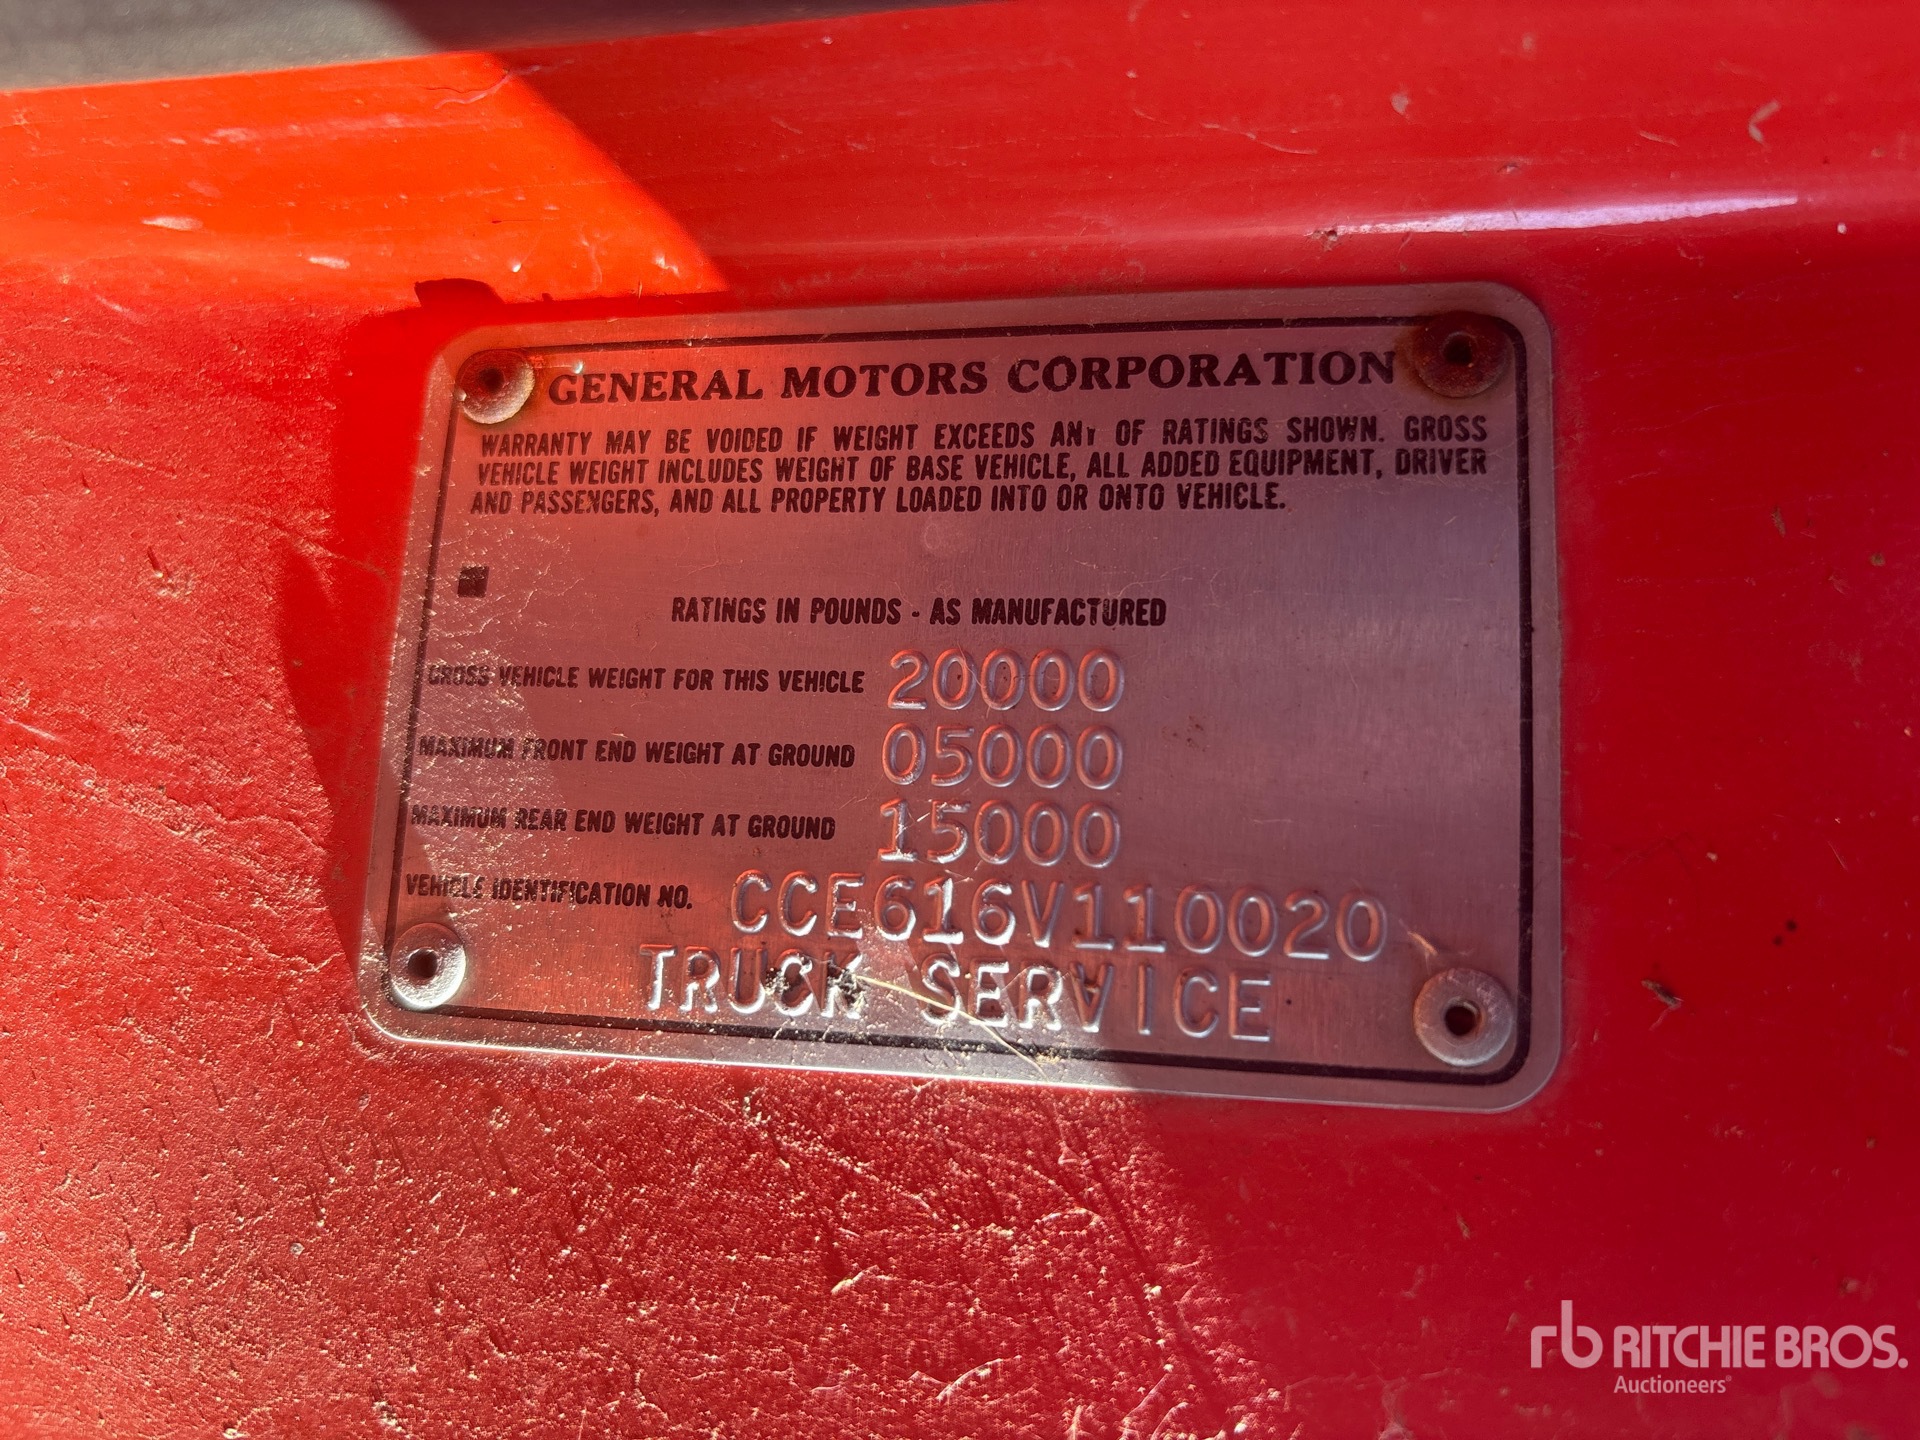 GENERAL MOTORS CORPORATION
WARRANTY MAY BE VOIDED IF WEIGHT EXCEEDS ANY OF RATINGS SHOWN. GROSS
VEHICLE WEIGHT INCLUDES WEIGHT OF BASE VEHICLE, ALL ADDED EQUIPMENT, DRIVER
AND PASSENGERS, AND ALL PROPERTY LOADED INTO OR ONTO VEHICLE.
RATINGS IN POUNDS - AS MANUFACTURED
GROSS VEHICLE WEIGHT FOR THIS VEHICLE 20000
MAXIMUM FRONT END WEIGHT AT GROUND 05000
MAXIMUM REAR END WEIGHT AT GROUND 15000
VEHICLE IDENTIFICATION NO. CCE616V110020
TRUCK SERVICE
rb RITCHIE BROS.
Auctioneers